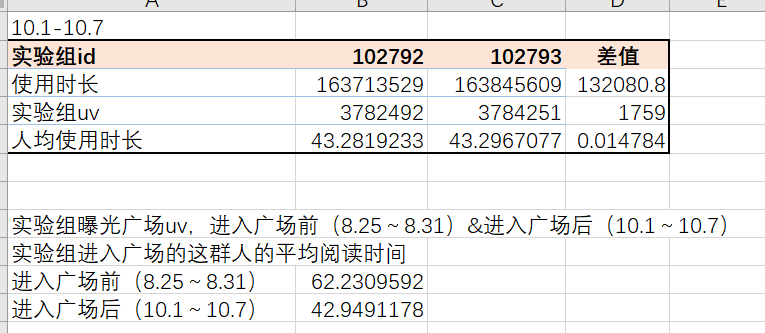 A B C D E
10.1-10.7
实验组id 102792 102793 差值
使用时长 163713529 163845609 132080.8
实验组uv 3782492 3784251 1759
人均使用时长 43.2819233 43.2967077 0.014784
实验组曝光广场uv，进入广场前（8.25～8.31）&进入广场后（10.1～10.7）
实验组进入广场的这群人的平均阅读时间
进入广场前（8.25～8.31） 62.2309592
进入广场后（10.1～10.7） 42.9491178